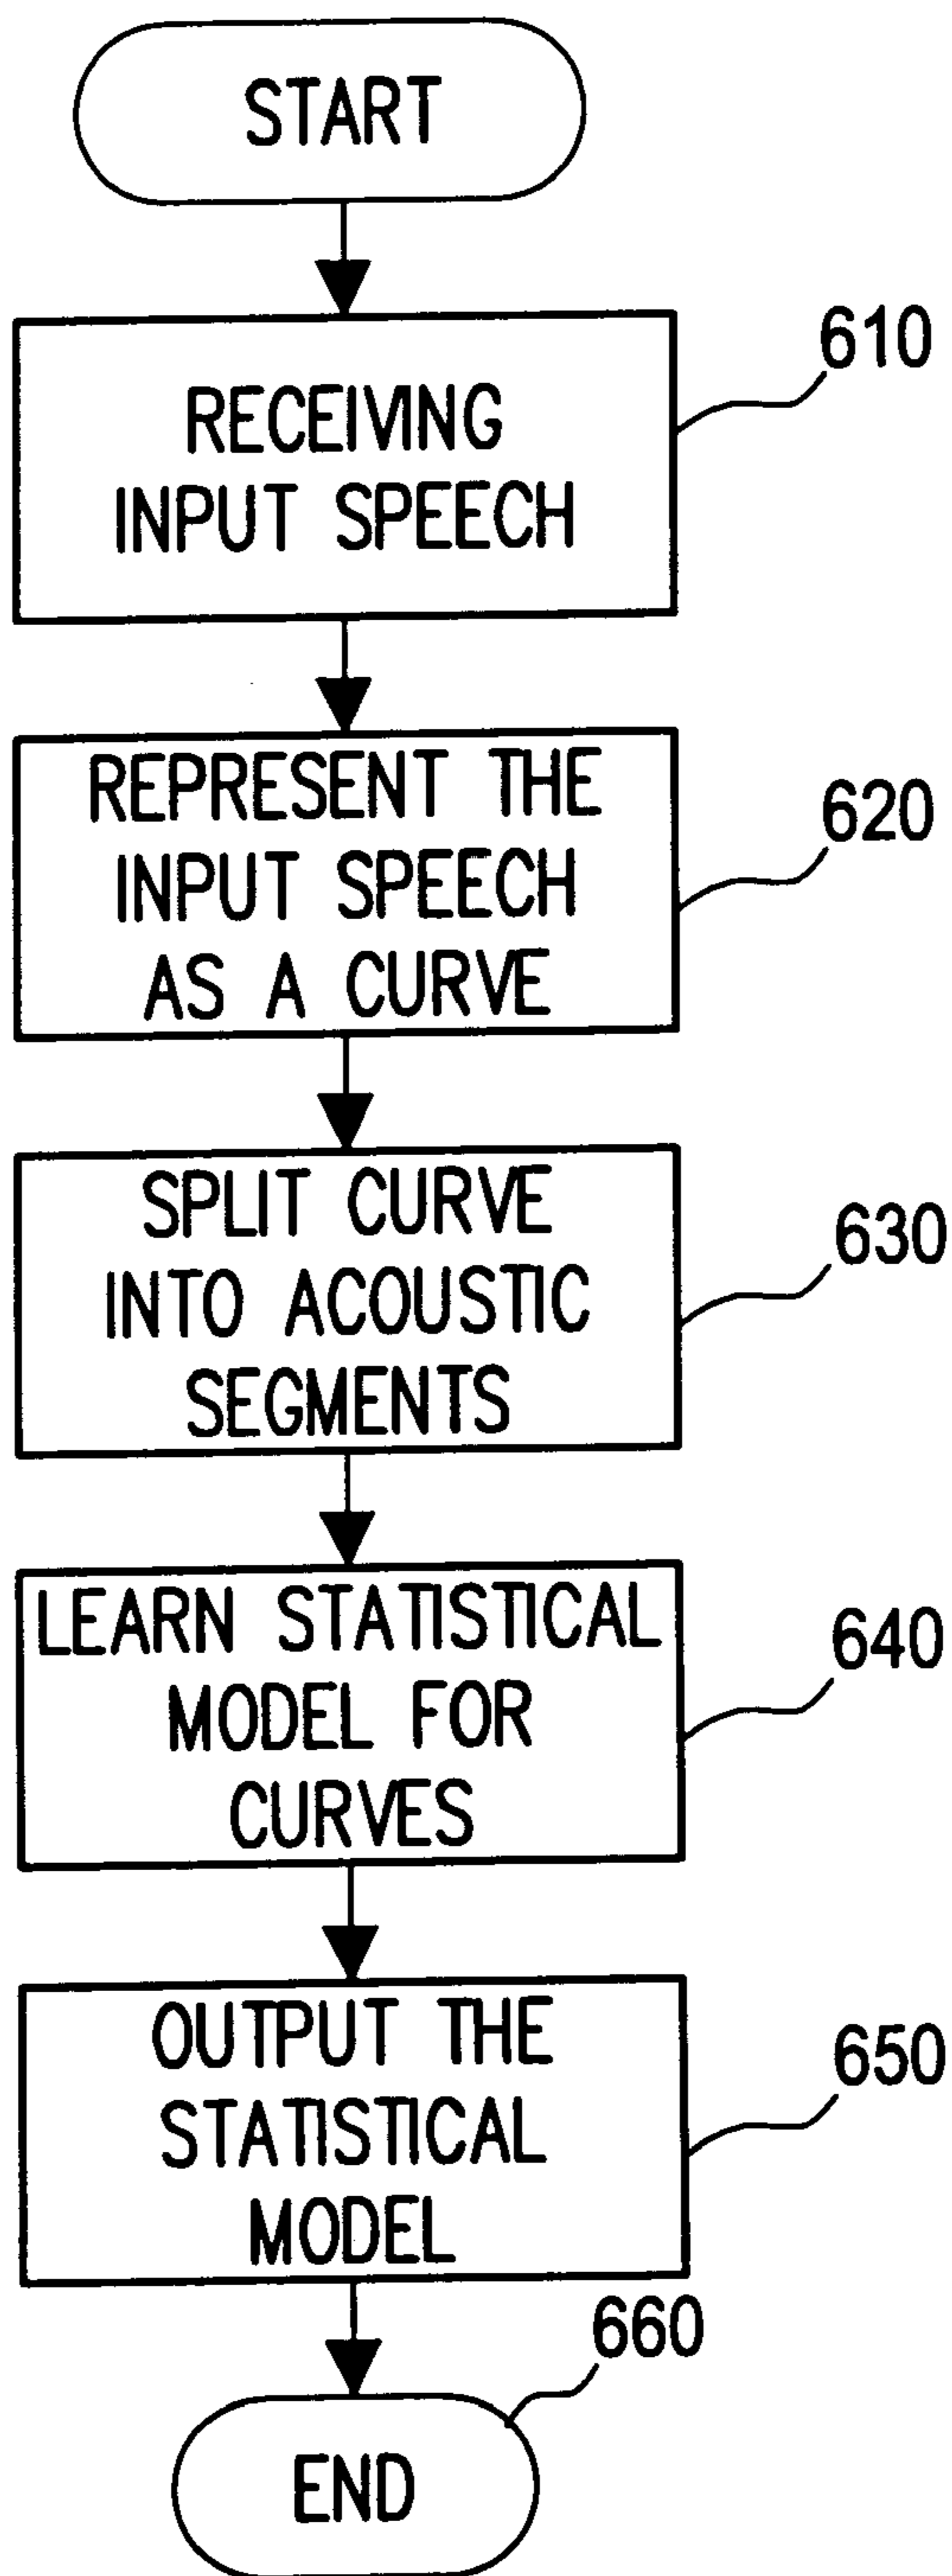 START
RECEIVING
INPUT SPEECH
610
REPRESENT THE
INPUT SPEECH
AS A CURVE
620
SPLIT CURVE
INTO ACOUSTIC
SEGMENTS
630
LEARN STATISTICAL
MODEL FOR
CURVES
640
OUTPUT THE
STATISTICAL
MODEL
650
660
END